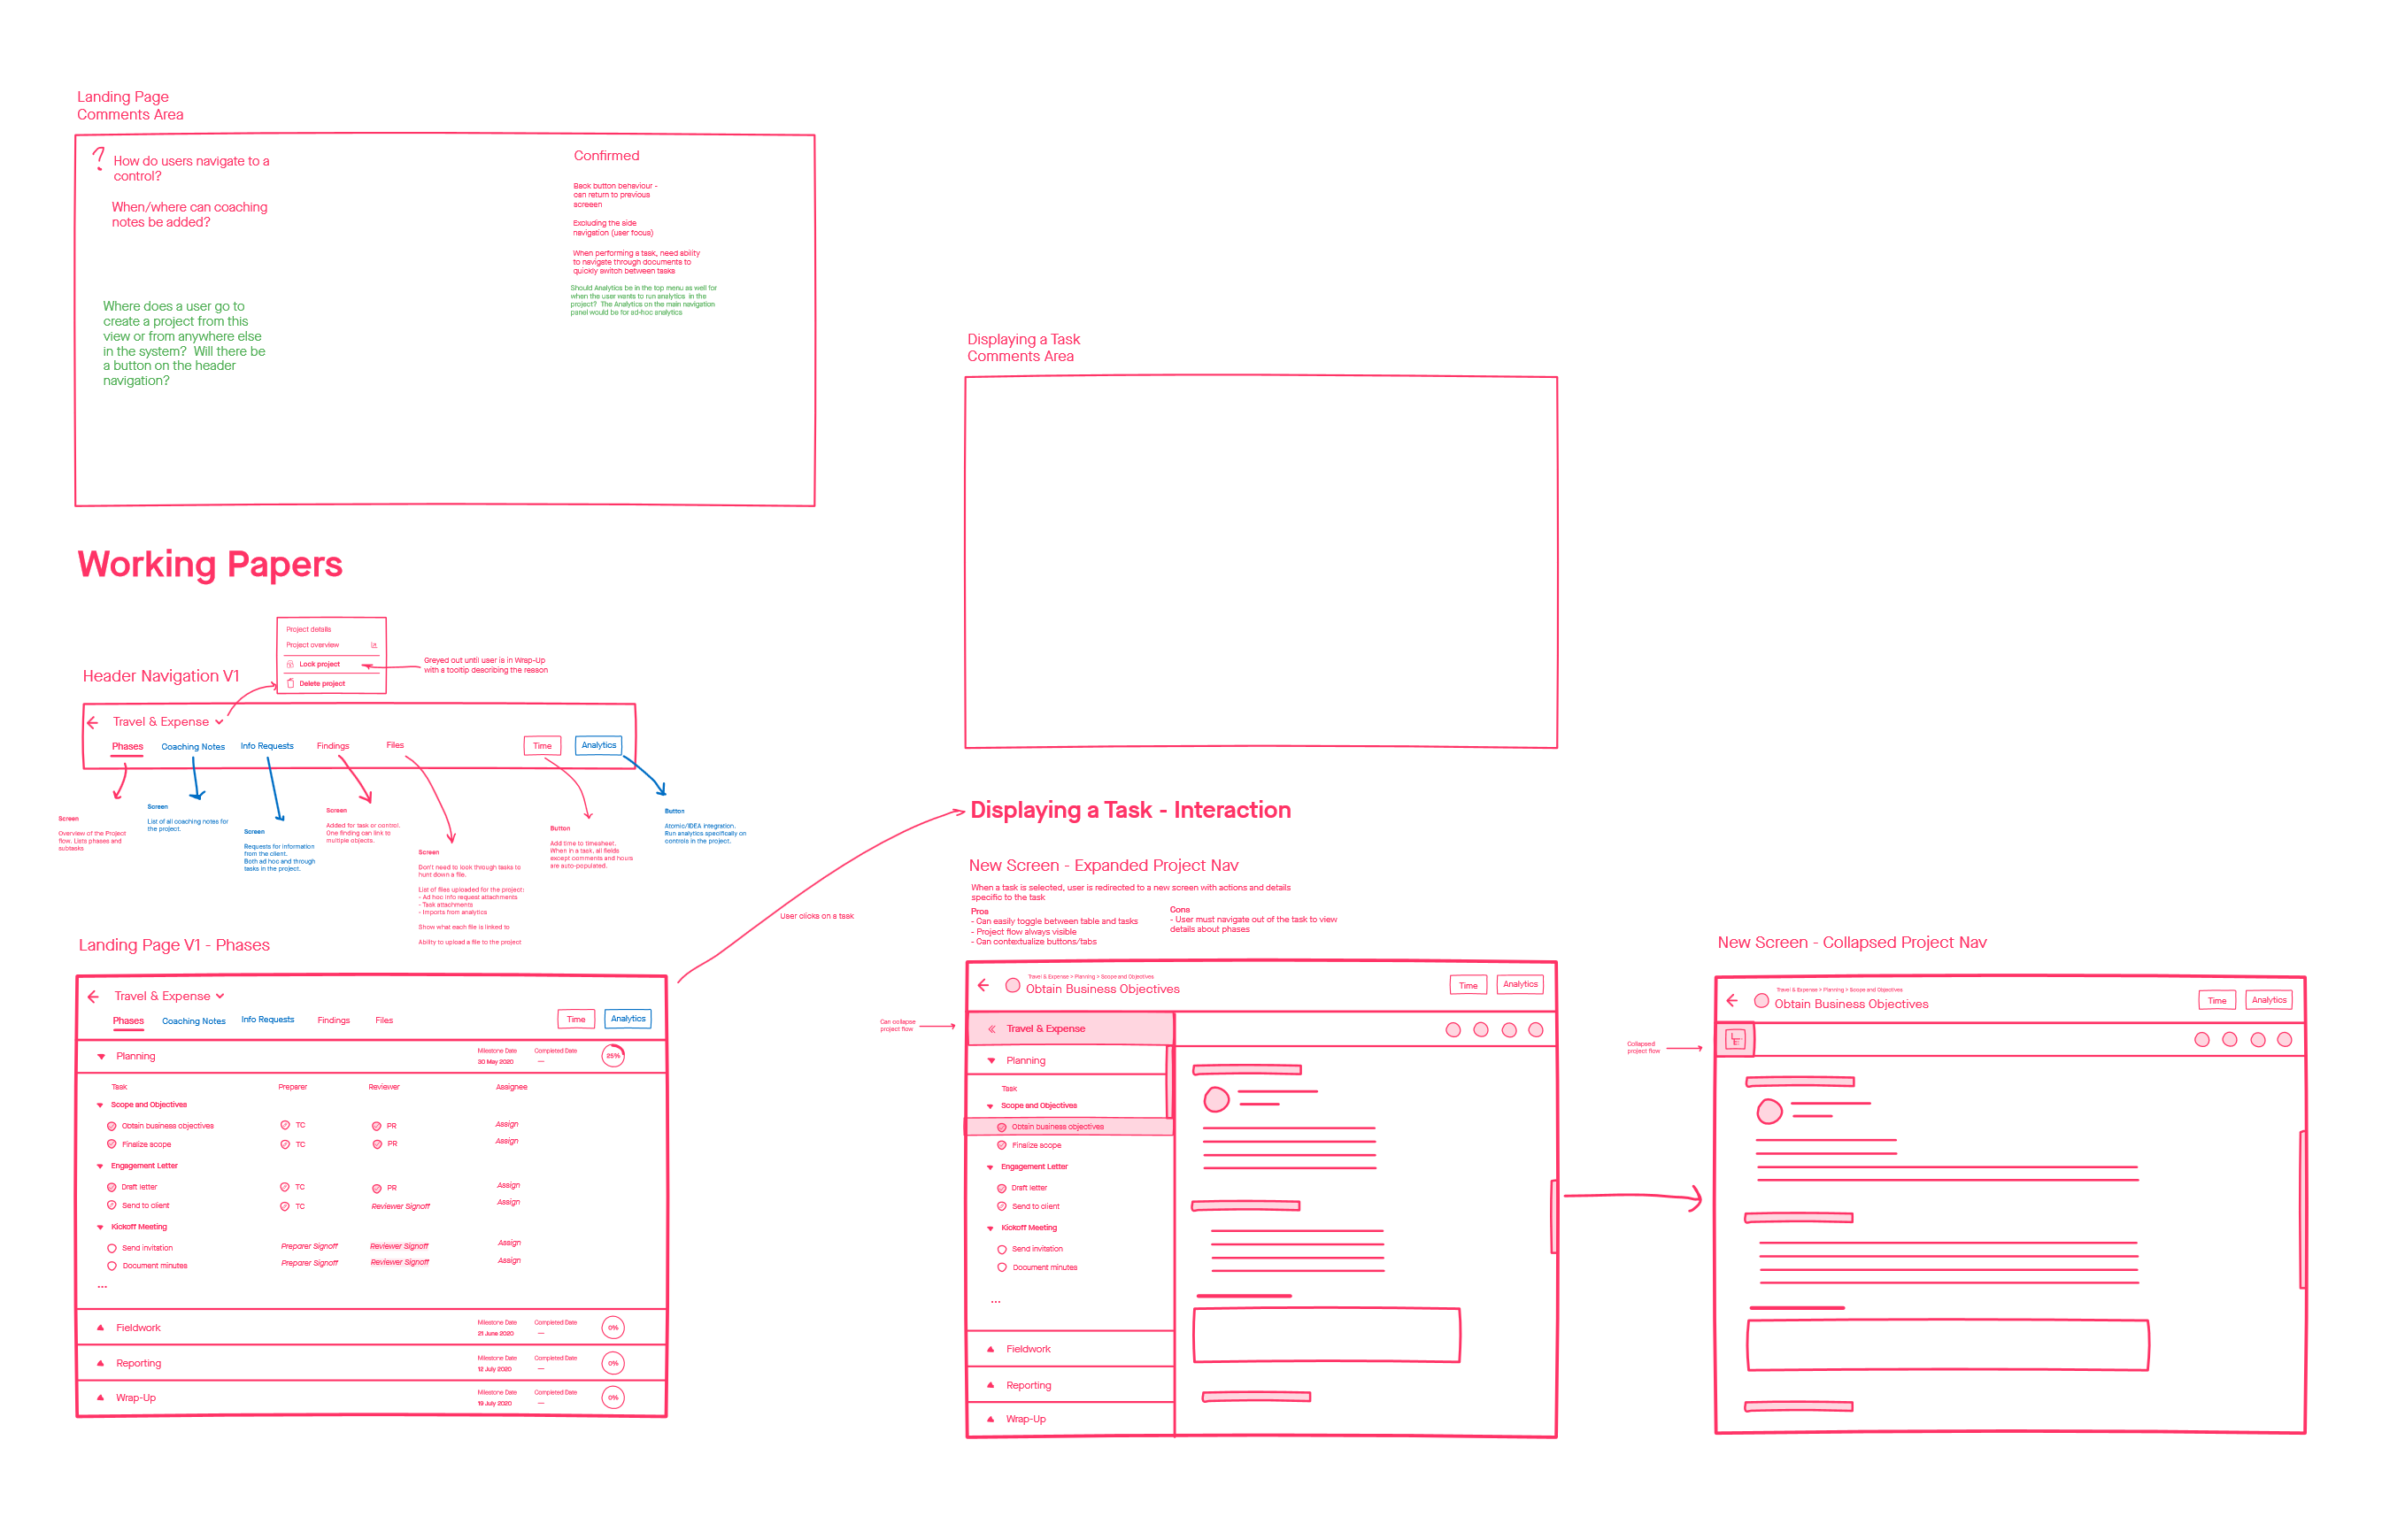 Landing Page
Comments Area
?
How do users navigate to a
control?
When/where can coaching
notes be added?
Where does a user go to
create a project from this
view or from anywhere else
in the system?  Will there be
a button on the header
navigation?
Confirmed
Back button behaviour -
can return to previous
screeen
Excluding the side
navigation (user focus)
When performing a task, need ability
to navigate through documents to
quickly switch between tasks
Should Analytics be in the top menu as well for
when the user wants to run analytics  in the
project?  The Analytics on the main navigation
panel would be for ad-hoc analytics
Displaying a Task
Comments Area
Working Papers
Project details
Project overview
Lock project
Delete project
Greyed out until user is in Wrap-Up
with a tooltip describing the reason
Header Navigation V1
Travel & Expense
Phases
Coaching Notes
Info Requests
Findings
Files
Time
Analytics
Screen
Overview of the Project
flow. Lists phases and
subtasks
Screen
List of all coaching notes for
the project.
Screen
Requests for information
from the client.
Both ad hoc and through
tasks in the project.
Screen
Added for task or control.
One finding can link to
multiple objects.
Screen
Don't need to look through tasks to
hunt down a file.
List of files uploaded for the project:
- Ad hoc info request attachments
- Task attachments
- Imports from analytics
Show what each file is linked to
Ability to upload a file to the project
Button
Add time to timesheet.
When in a task, all fields
except comments and hours
are auto-populated.
Button
Atomic/IDEA integration.
Run analytics specifically on
controls in the project.
User clicks on a task
Landing Page V1 - Phases
Travel & Expense
Phases
Coaching Notes
Info Requests
Findings
Files
Time
Analytics
Planning
Milestone Date
30 May 2020
Completed Date
—
25%
Task
Preparer
Reviewer
Assignee
Scope and Objectives
Obtain business objectives
TC
PR
Assign
Finalize scope
TC
PR
Assign
Engagement Letter
Draft letter
TC
PR
Assign
Send to client
TC
Reviewer Signoff
Assign
Kickoff Meeting
Send invitation
Preparer Signoff
Reviewer Signoff
Assign
Document minutes
Preparer Signoff
Reviewer Signoff
Assign
...
Fieldwork
Milestone Date
21 June 2020
Completed Date
—
0%
Reporting
Milestone Date
12 July 2020
Completed Date
—
0%
Wrap-Up
Milestone Date
19 July 2020
Completed Date
—
0%
Displaying a Task - Interaction
New Screen - Expanded Project Nav
When a task is selected, user is redirected to a new screen with actions and details
specific to the task
Pros
- Can easily toggle between table and tasks
- Project flow always visible
- Can contextualize buttons/tabs
Cons
- User must navigate out of the task to view
details about phases
Can collapse
project flow
Travel & Expense > Planning > Scope and Objectives
Obtain Business Objectives
Time
Analytics
Travel & Expense
Planning
Task
Scope and Objectives
Obtain business objectives
Finalize scope
Engagement Letter
Draft letter
Send to client
Kickoff Meeting
Send invitation
Document minutes
...
Fieldwork
Reporting
Wrap-Up
New Screen - Collapsed Project Nav
Collapsed
project flow
Travel & Expense > Planning > Scope and Objectives
Obtain Business Objectives
Time
Analytics